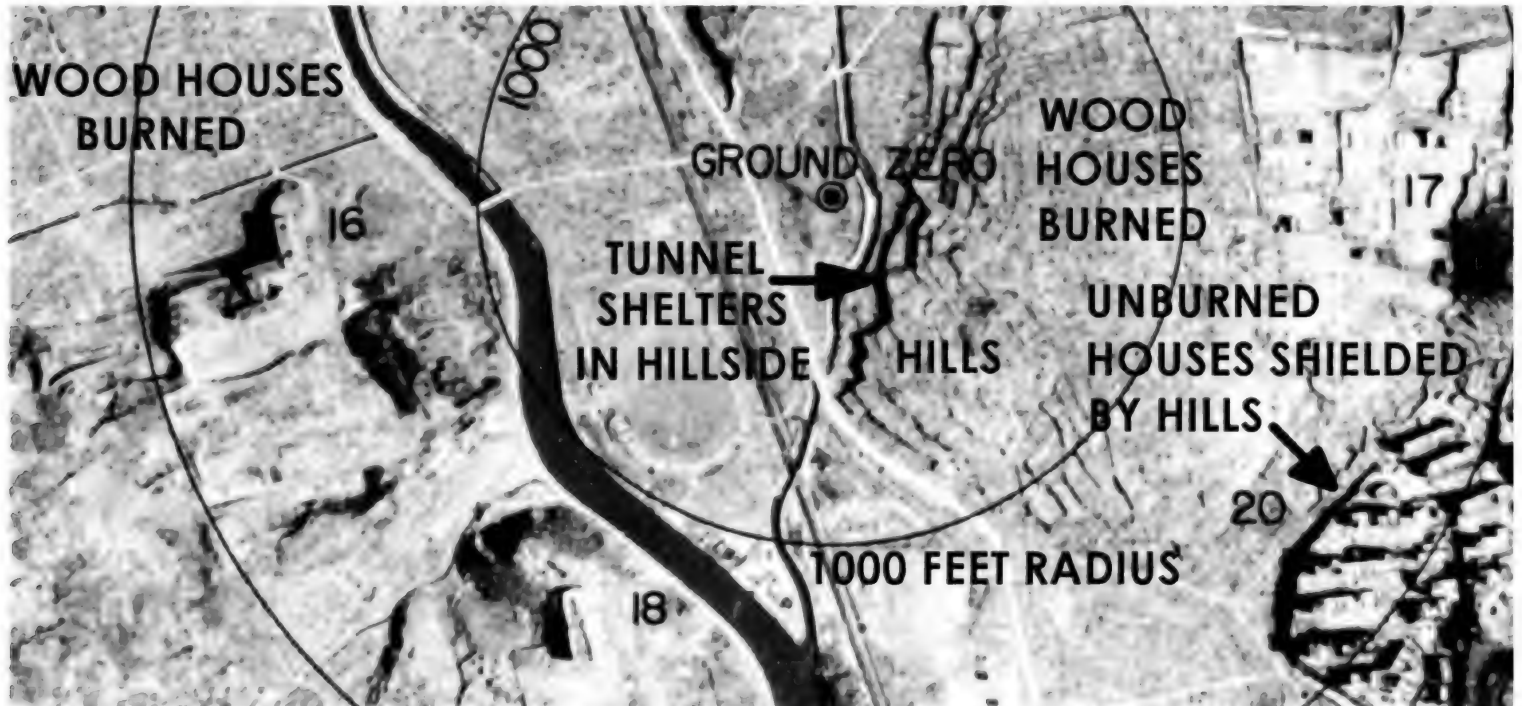 WOOD HOUSES
BURNED
1000
GROUND ZERO
WOOD
HOUSES
BURNED
17
16
TUNNEL
SHELTERS
IN HILLSIDE
HILLS
UNBURNED
HOUSES SHIELDED
BY HILLS
20
1000 FEET RADIUS
18